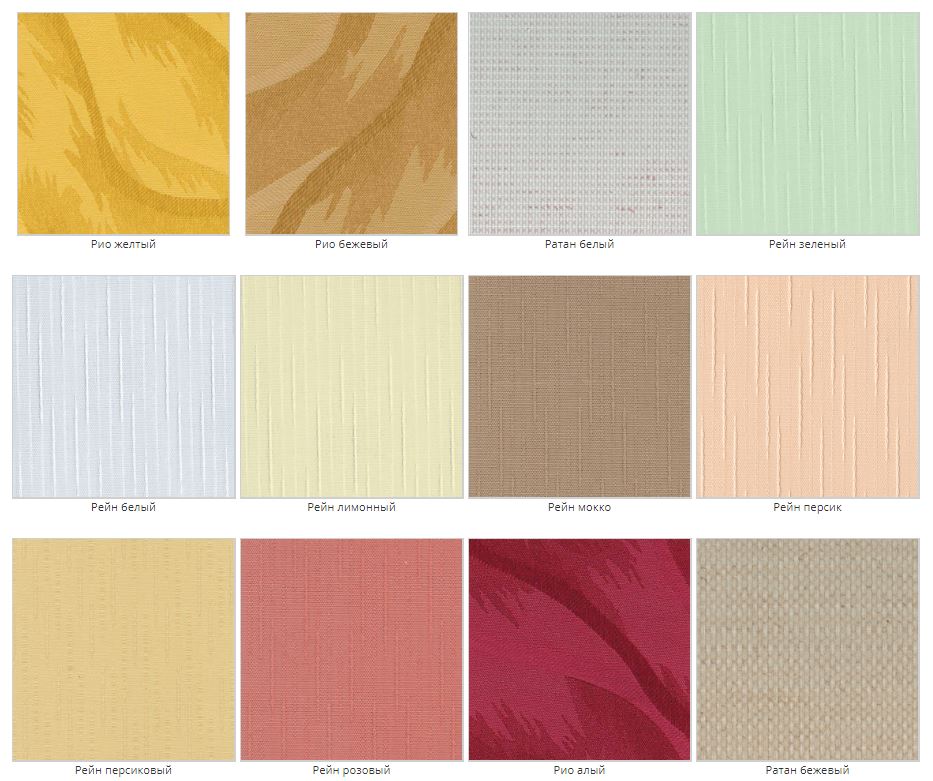 Рио желтый
Рио бежевый
Ратан белый
Рейн зеленый
Рейн белый
Рейн лимонный
Рейн мокко
Рейн персик
Рейн персиковый
Рейн розовый
Рио алый
Ратан бежевый